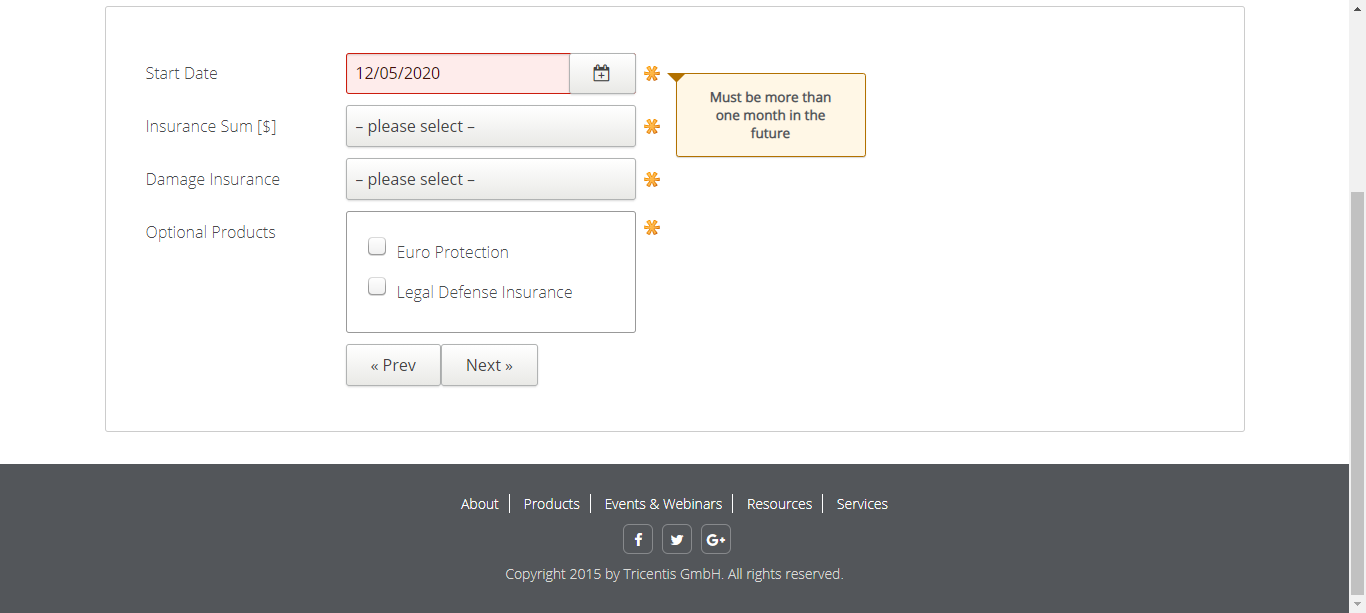 Start Date
12/05/2020
Must be more than
one month in the
future
Insurance Sum [$]
– please select –
Damage Insurance
– please select –
Optional Products
Euro Protection
Legal Defense Insurance
« Prev
Next »
About
Products
Events & Webinars
Resources
Services
f
G+
Copyright 2015 by Tricentis GmbH. All rights reserved.